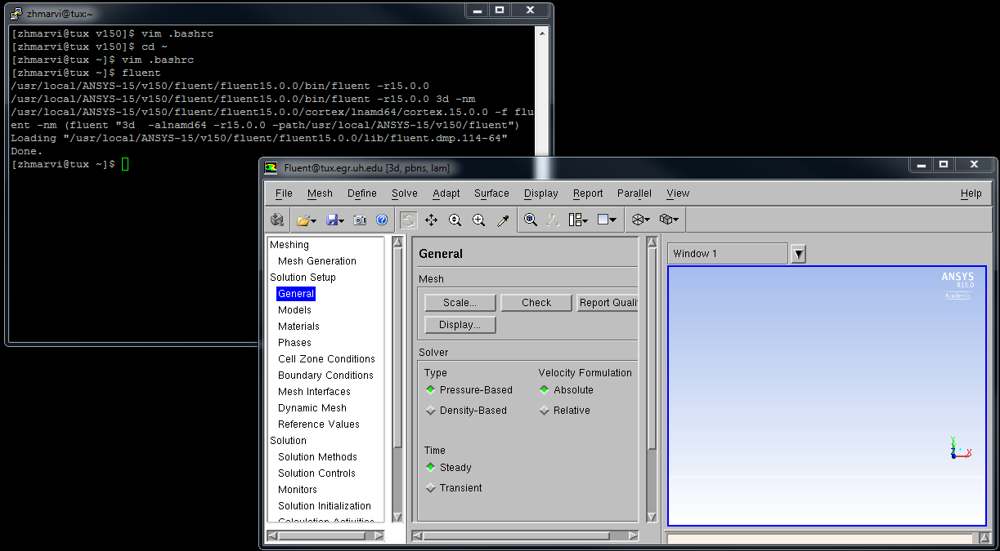 zhmarvi@tux:~
[zhmarvi@tux v150]$ vim .bashrc
[zhmarvi@tux v150]$ cd ~
[zhmarvi@tux ~]$ vim .bashrc
[zhmarvi@tux ~]$ fluent
/usr/local/ANSYS-15/v150/fluent/fluent15.0.0/bin/fluent -r15.0.0
/usr/local/ANSYS-15/v150/fluent/fluent15.0.0/bin/fluent -r15.0.0 3d -nm
/usr/local/ANSYS-15/v150/fluent/fluent15.0.0/cortex/lnamd64/cortex.15.0.0 -f flu
ent -nm (fluent "3d  -alnamd64 -r15.0.0 -path/usr/local/ANSYS-15/v150/fluent")
Loading "/usr/local/ANSYS-15/v150/fluent/fluent15.0.0/lib/fluent.dmp.114-64"
Done.
[zhmarvi@tux ~]$
Fluent@tux.egr.uh.edu [3d, pbns, lam]
File Mesh Define Solve Adapt Surface Display Report Parallel View Help
Meshing
Mesh Generation
Solution Setup
General
Models
Materials
Phases
Cell Zone Conditions
Boundary Conditions
Mesh Interfaces
Dynamic Mesh
Reference Values
Solution
Solution Methods
Solution Controls
Monitors
Solution Initialization
Calculation Activities
General
Mesh
Scale... Check Report Quali
Display...
Solver
Type Velocity Formulation
Pressure-Based Absolute
Density-Based Relative
Time
Steady
Transient
Window 1
ANSYS
R15.0
Academic
Y
Z X